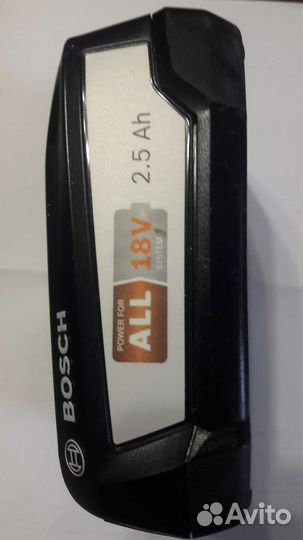 BOSCH
POWER FOR
ALL 18V
SYSTEM
2.5 Ah
Avito